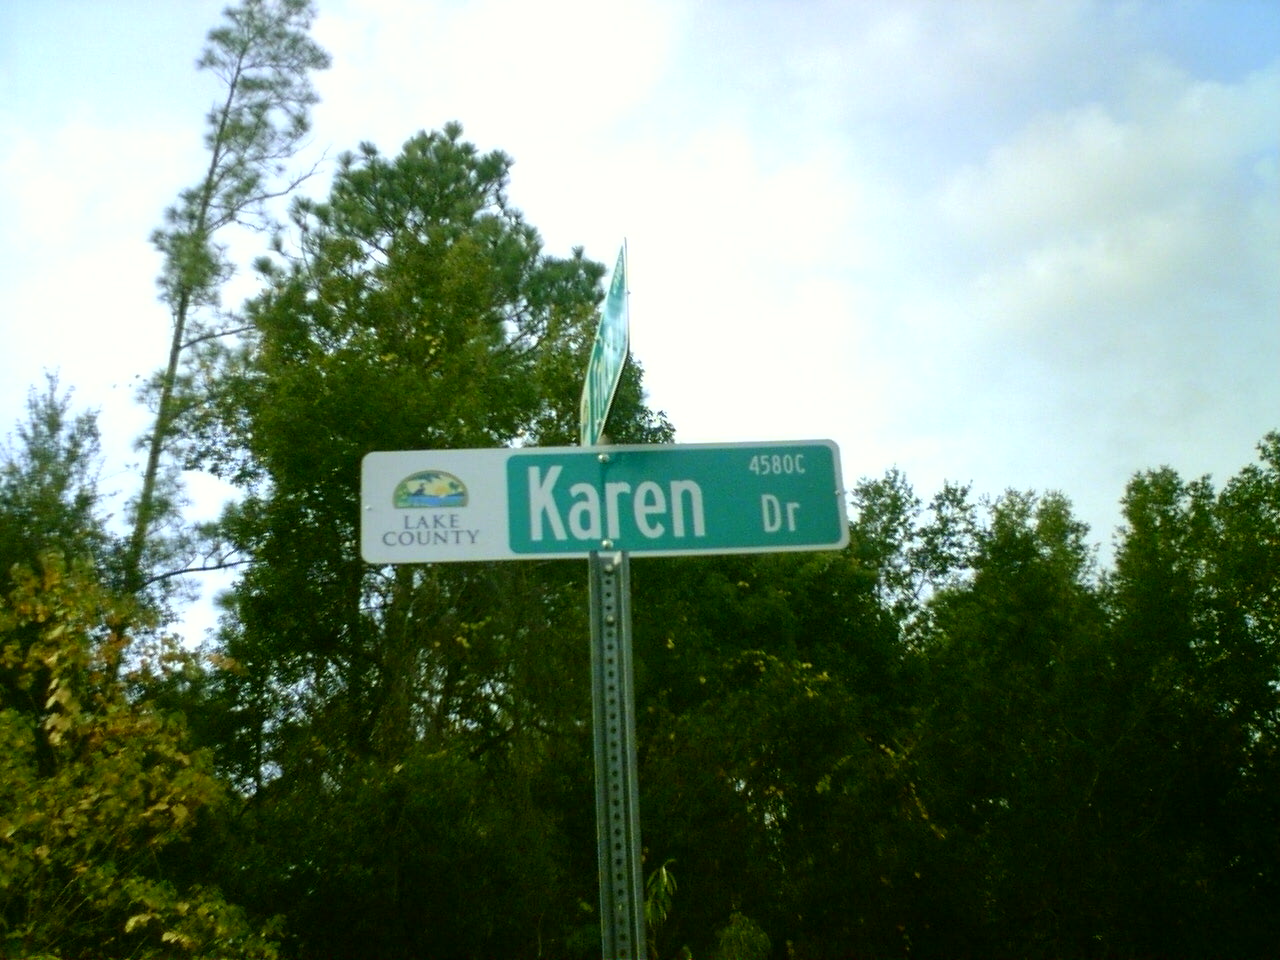 LAKE
COUNTY
Karen Dr
4580C